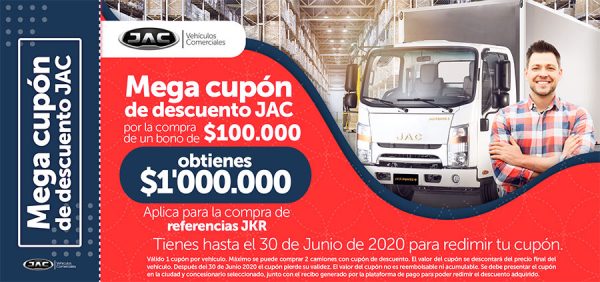 Mega cupón
de descuento JAC
JAC Vehículos
Comerciales
JAC Vehículos
Comerciales
Mega cupón
de descuento JAC
por la compra
de un bono de $100.000
obtienes
$1'000.000
Aplica para la compra de
referencias JKR
Tienes hasta el 30 de Junio de 2020 para redimir tu cupón.
Válido 1 cupón por vehículo. Máximo se puede comprar 2 camiones con cupón de descuento. El valor del cupón se descontará del precio final del
vehículo. Después del 30 de Junio 2020 el cupón pierde su validez. El valor del cupón no es reembolsable ni acumulable. Se debe presentar el cupón
en la ciudad y concesionario seleccionado, junto con el recibo generado por la plataforma de pago para poder redimir el descuento adquirido.
JAC